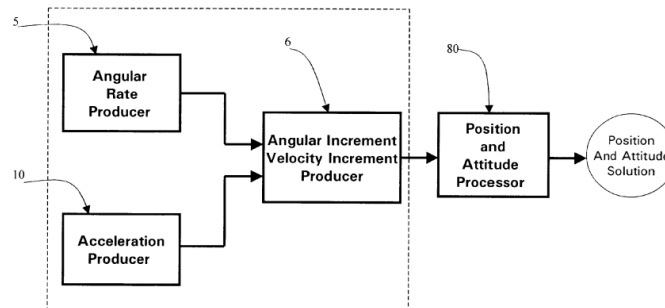 5
Angular
Rate
Producer
6
Angular Increment
Velocity Increment
Producer
80
Position
and
Attitude
Processor
Position
And Attitude
Solution
10
Acceleration
Producer